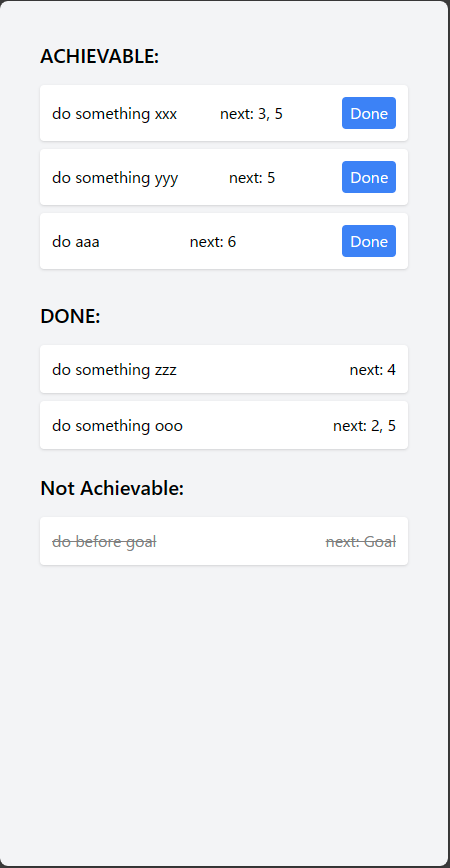 ACHIEVABLE:
do something xxx next: 3, 5 Done
do something yyy next: 5 Done
do aaa next: 6 Done
DONE:
do something zzz next: 4
do something ooo next: 2, 5
Not Achievable:
do before goal next: Goal